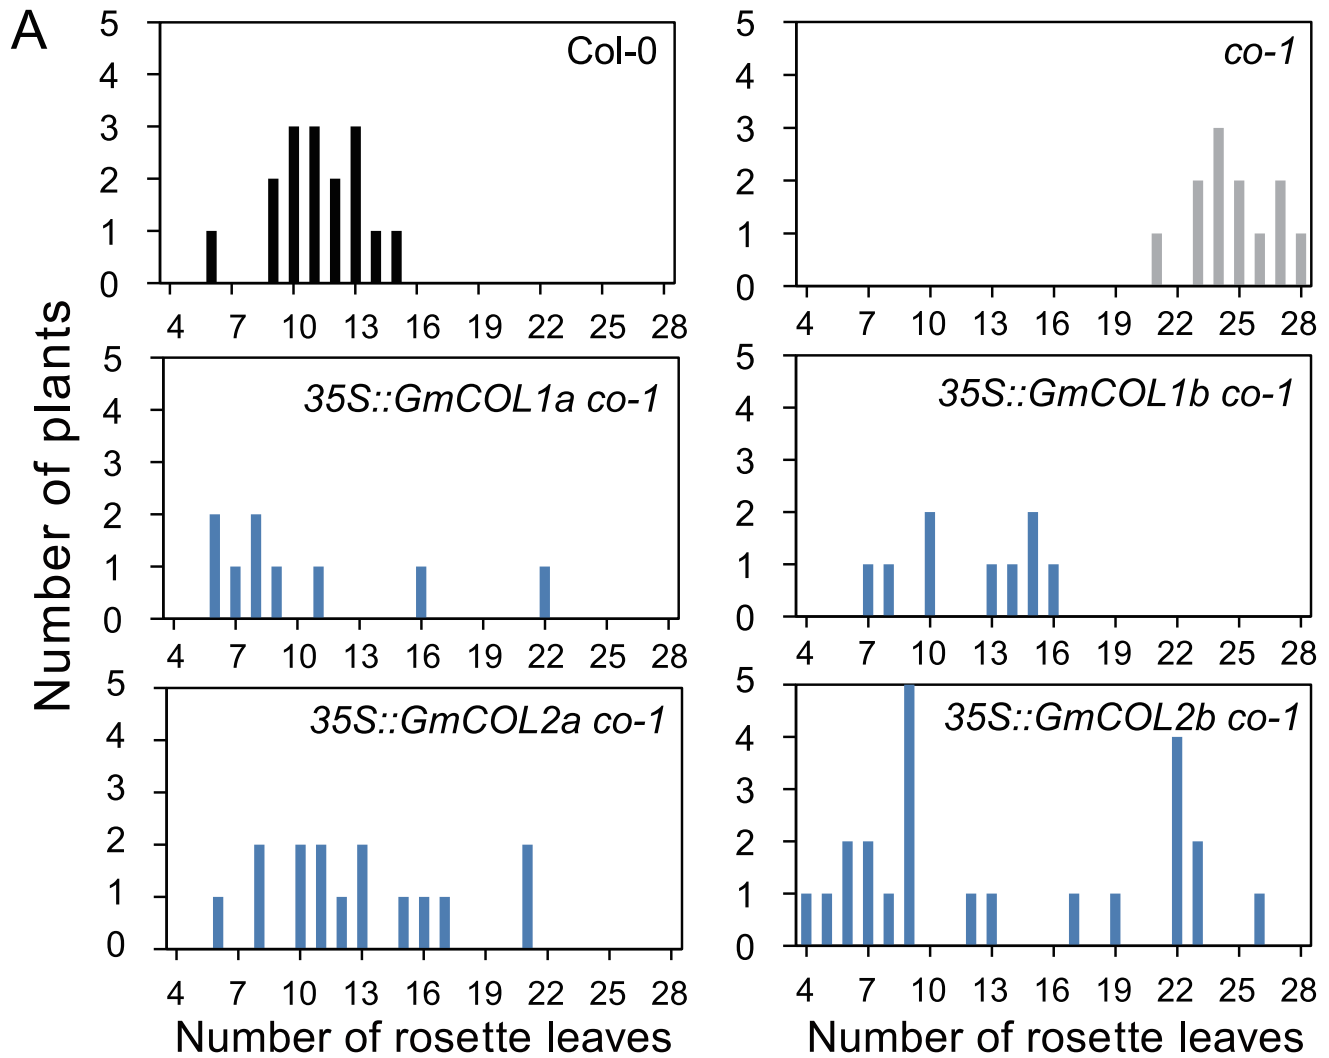 A
Number of plants
5
4
3
2
1
0
Col-0
4 7 10 13 16 19 22 25 28
5
4
3
2
1
0
co-1
4 7 10 13 16 19 22 25 28
5
4
3
2
1
0
35S::GmCOL1a co-1
4 7 10 13 16 19 22 25 28
5
4
3
2
1
0
35S::GmCOL1b co-1
4 7 10 13 16 19 22 25 28
5
4
3
2
1
0
35S::GmCOL2a co-1
4 7 10 13 16 19 22 25 28
Number of rosette leaves
5
4
3
2
1
0
35S::GmCOL2b co-1
4 7 10 13 16 19 22 25 28
Number of rosette leaves